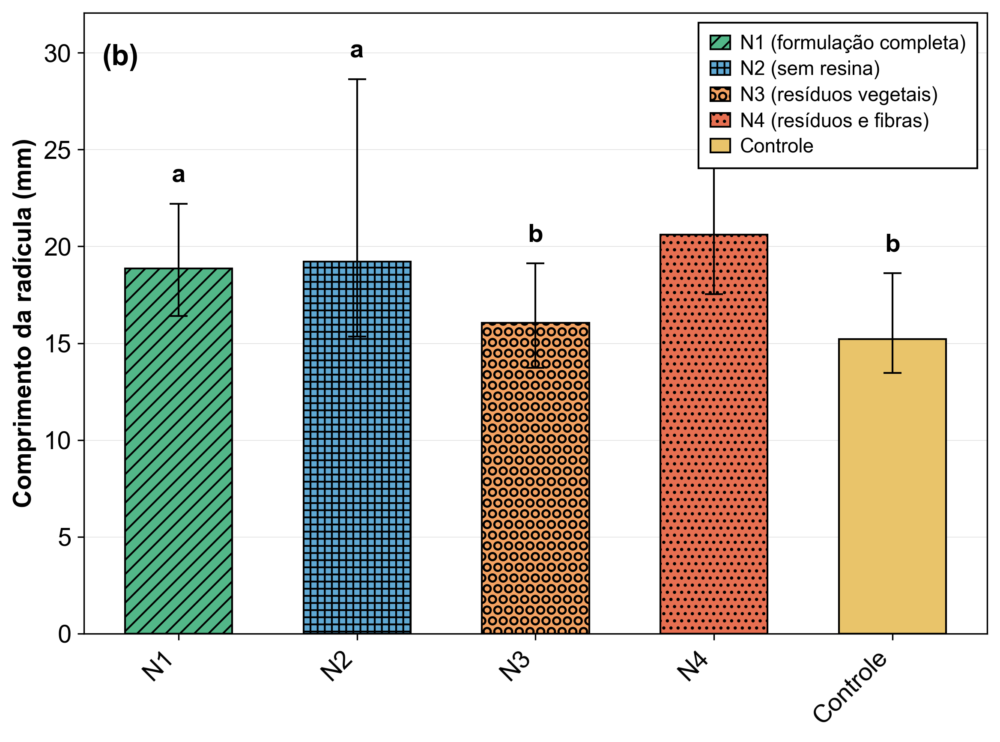 (b)
a
a
b
b
N1 (formulação completa)
N2 (sem resina)
N3 (resíduos vegetais)
N4 (resíduos e fibras)
Controle
Comprimento da radícula (mm)
30
25
20
15
10
5
0
N1
N2
N3
N4
Controle